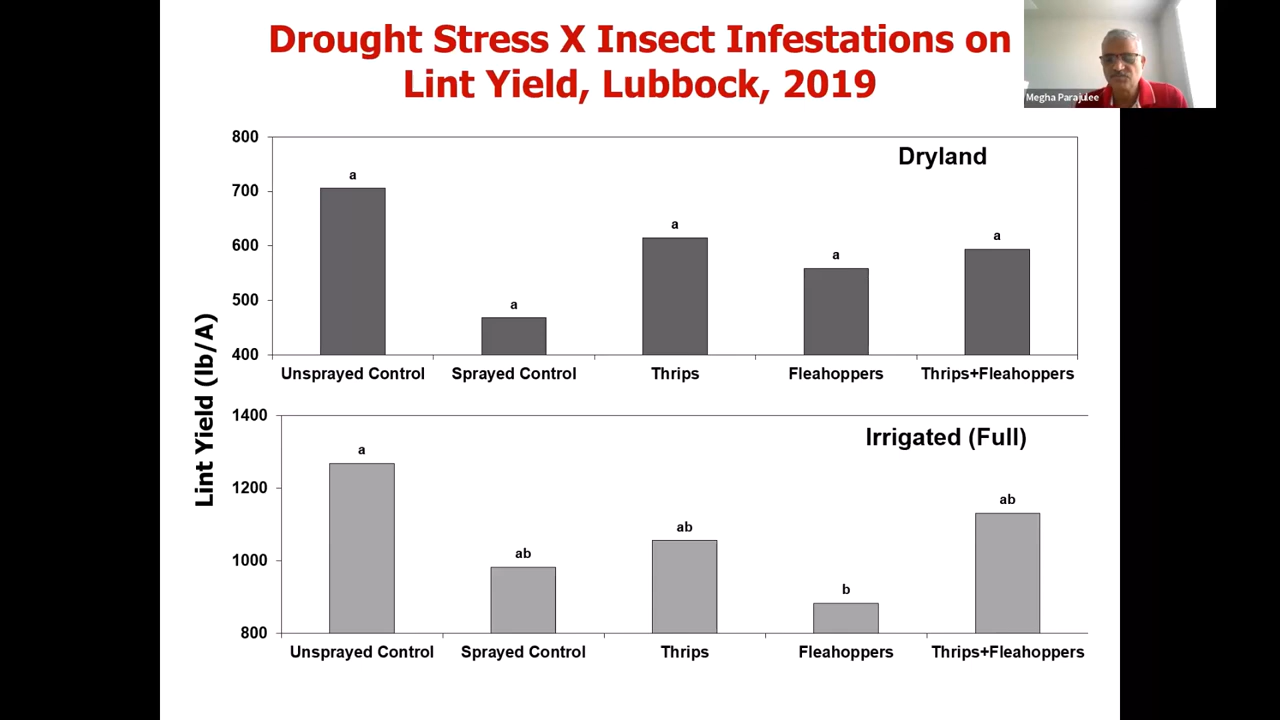 Drought Stress X Insect Infestations on
Lint Yield, Lubbock, 2019
Megha Parajulee
Lint Yield (lb/A)
800
700
600
500
400
Dryland
a
a
a
a
a
Unsprayed Control
Sprayed Control
Thrips
Fleahoppers
Thrips+Fleahoppers
1400
1200
1000
800
Irrigated (Full)
a
ab
ab
b
ab
Unsprayed Control
Sprayed Control
Thrips
Fleahoppers
Thrips+Fleahoppers